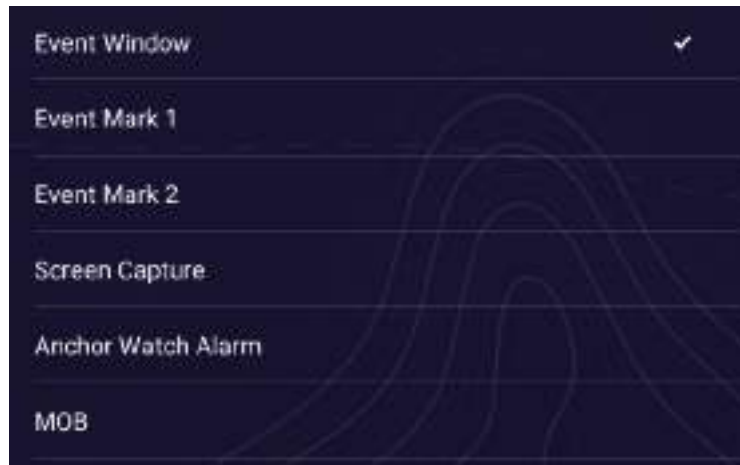 Event Window
Event Mark 1
Event Mark 2
Screen Capture
Anchor Watch Alarm
MOB